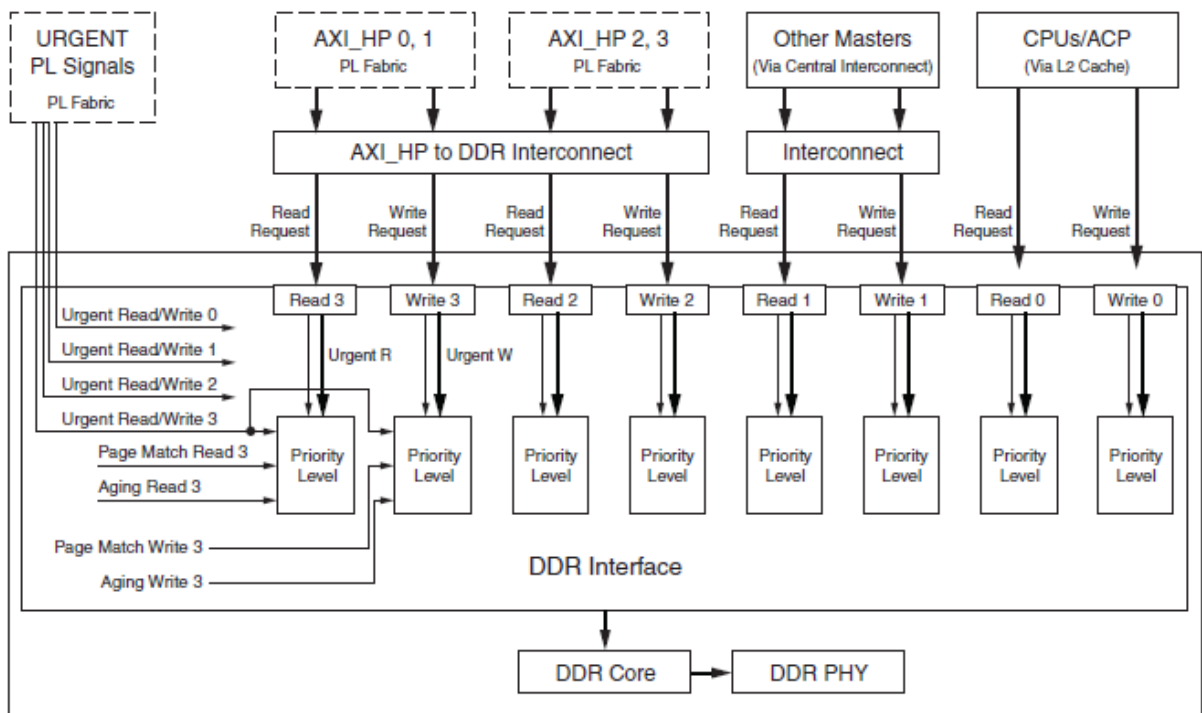 URGENT
PL Signals
PL Fabric
AXI_HP 0, 1
PL Fabric
AXI_HP 2, 3
PL Fabric
Other Masters
(Via Central Interconnect)
CPUs/ACP
(Via L2 Cache)
AXI_HP to DDR Interconnect
Interconnect
Read
Request
Write
Request
Read
Request
Write
Request
Read
Request
Write
Request
Read
Request
Write
Request
Read 3
Write 3
Read 2
Write 2
Read 1
Write 1
Read 0
Write 0
Urgent Read/Write 0
Urgent Read/Write 1
Urgent Read/Write 2
Urgent Read/Write 3
Urgent R
Urgent W
Page Match Read 3
Aging Read 3
Priority
Level
Priority
Level
Priority
Level
Priority
Level
Priority
Level
Priority
Level
Priority
Level
Priority
Level
Page Match Write 3
Aging Write 3
DDR Interface
DDR Core
DDR PHY